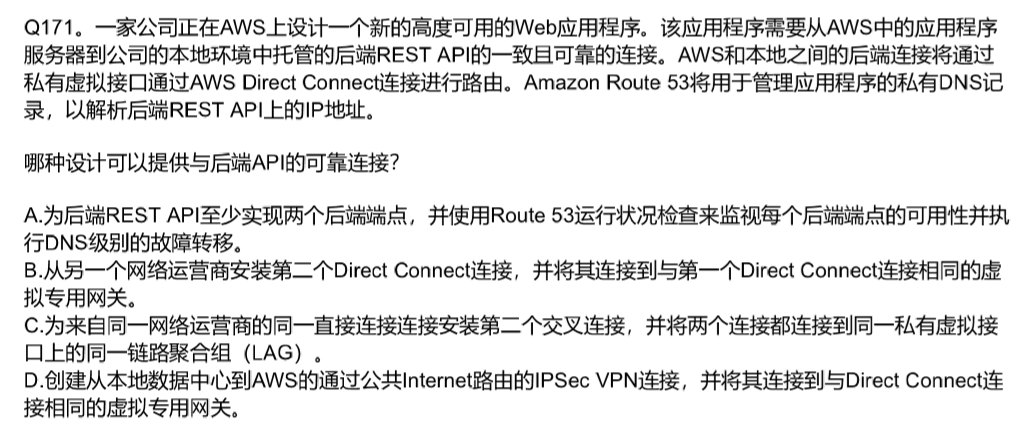 Q171。一家公司正在AWS上设计一个新的高度可用的Web应用程序。该应用程序需要从AWS中的应用程序
服务器到公司的本地环境中托管的后端REST API的一致且可靠的连接。AWS和本地之间的后端连接将通过
私有虚拟接口通过AWS Direct Connect连接进行路由。Amazon Route 53将用于管理应用程序的私有DNS记
录，以解析后端REST API上的IP地址。
哪种设计可以提供与后端API的可靠连接？
A.为后端REST API至少实现两个后端端点，并使用Route 53运行状况检查来监视每个后端端点的可用性并执
行DNS级别的故障转移。
B.从另一个网络运营商安装第二个Direct Connect连接，并将其连接到与第一个Direct Connect连接相同的虚
拟专用网关。
C.为来自同一网络运营商的同一直接连接连接安装第二个交叉连接，并将两个连接都连接到同一私有虚拟接
口上的同一链路聚合组（LAG）。
D.创建从本地数据中心到AWS的通过公共Internet路由的IPSec VPN连接，并将其连接到与Direct Connect连
接相同的虚拟专用网关。